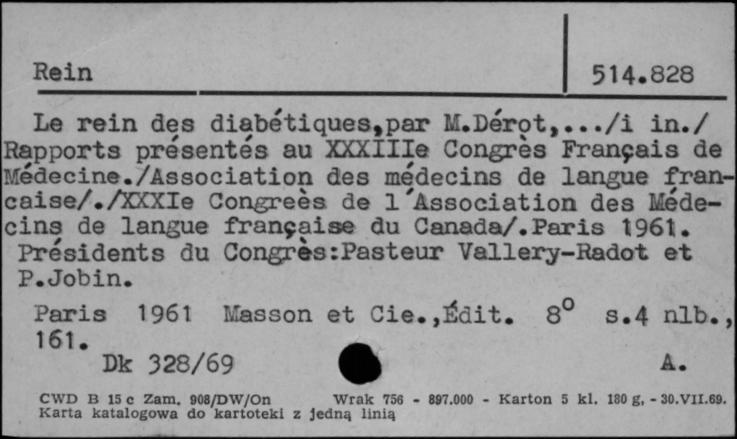 Rein 514.828
Le rein des diabétiques,par M.Dérot,.../i in./
Rapports présentés au XXXIIIe Congrès Français de
Médecine./Association des médecins de langue fran-
caise/./XXXIe Congreès de l'Association des Méde-
cins de langue française du Canada/.Paris 1961.
Présidents du Congrès:Pasteur Vallery-Radot et
P.Jobin.
Paris 1961 Masson et Cie.,Édit. 8° s.4 nlb.,
161.
Dk 328/69 A.
CWD B 15 c Zam. 908/DW/On Wrak 756 - 897.000 - Karton 5 kl. 180 g. - 30.VII.69.
Karta katalogowa do kartoteki z jedną linią